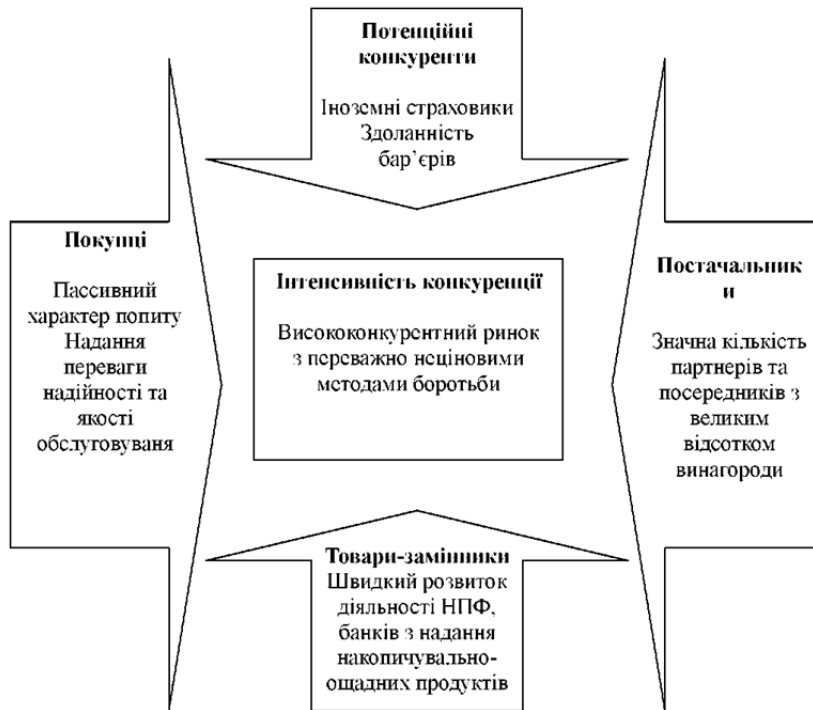 Потенційні
конкуренти
Іноземні страховики
Здоланність
бар’єрів
Покупці
Пассивний
характер попиту
Надання
переваги
надійності та
якості
обслуговуваня
Інтенсивність конкуренції
Висококонкурентний ринок
з переважно неціновими
методами боротьби
Постачальник
и
Значна кількість
партнерів та
посередників з
великим
відсотком
винагороди
Товари-замінники
Швидкий розвиток
діяльності НПФ,
банків з надання
накопичувально-
ощадних продуктів